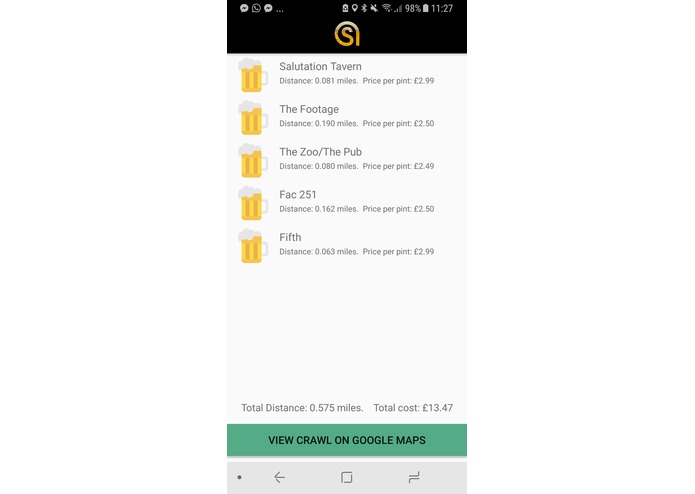 ... 98% 11:27
SI
Salutation Tavern
Distance: 0.081 miles. Price per pint: £2.99
The Footage
Distance: 0.190 miles. Price per pint: £2.50
The Zoo/The Pub
Distance: 0.080 miles. Price per pint: £2.49
Fac 251
Distance: 0.162 miles. Price per pint: £2.50
Fifth
Distance: 0.063 miles. Price per pint: £2.99
Total Distance: 0.575 miles. Total cost: £13.47
VIEW CRAWL ON GOOGLE MAPS